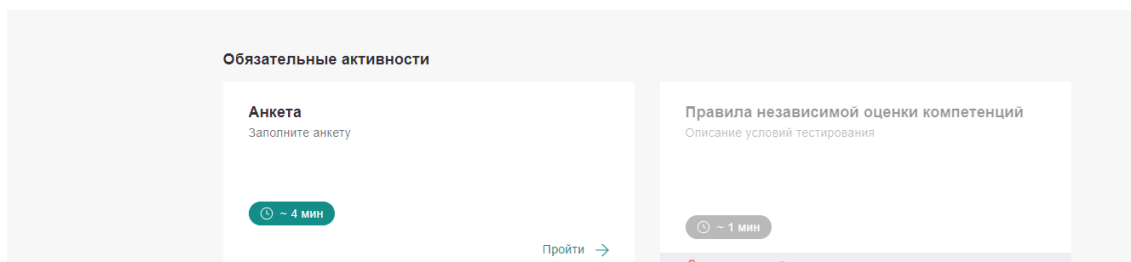 Обязательные активности
Анкета
Заполните анкету
~ 4 мин
Пройти
Правила независимой оценки компетенций
Описание условий тестирования
~ 1 мин